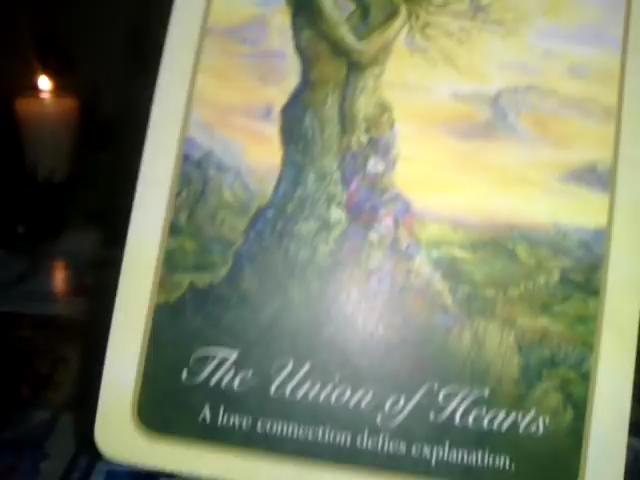 The Union of Hearts
A love connection defies explanation.